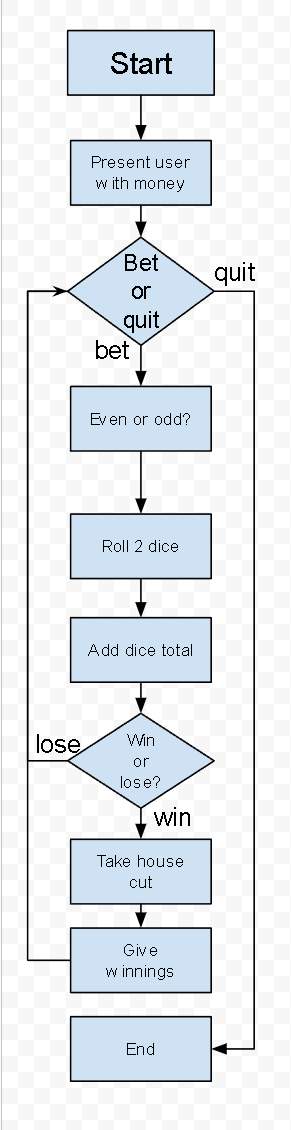 Start
Present user
with money
Bet
or
quit
quit
bet
Even or odd?
Roll 2 dice
Add dice total
lose
Win
or
lose?
win
Take house
cut
Give
winnings
End